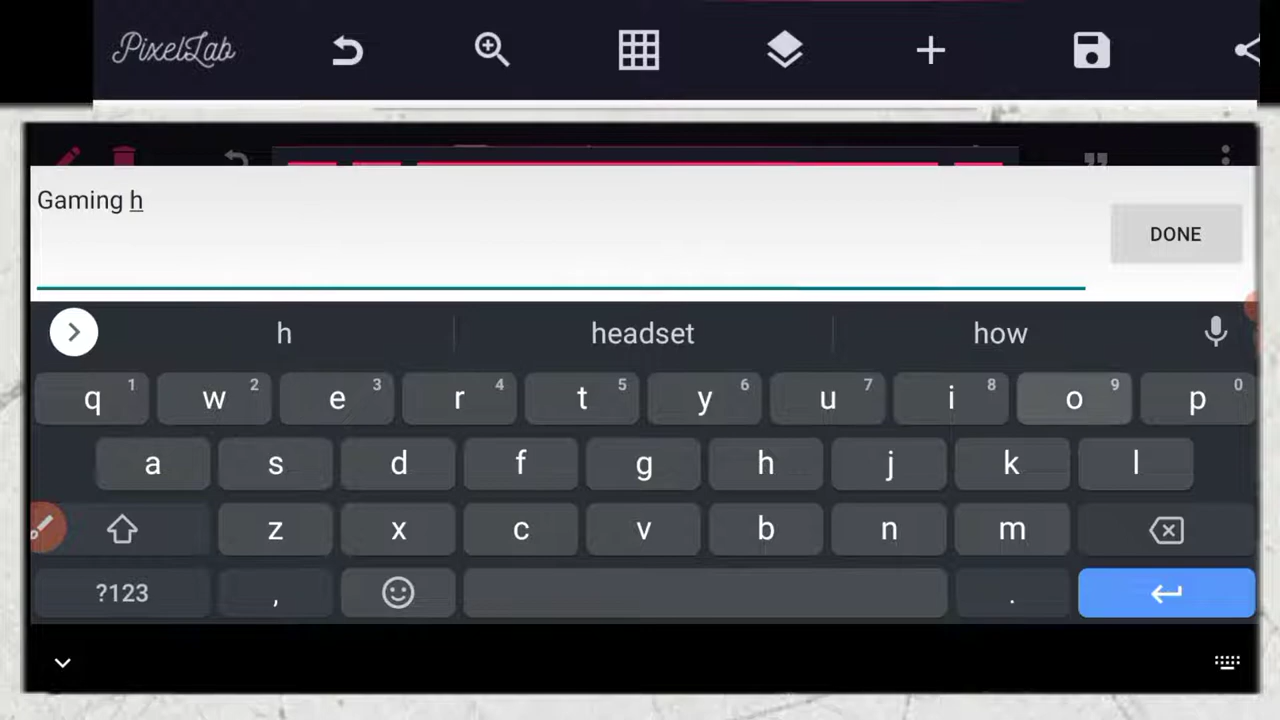 PixelLab
Gaming h
DONE
h headset how
q 1 w 2 e 3 r 4 t 5 y 6 u 7 i 8 o 9 p 0
a s d f g h j k l
z x c v b n m
?123 , .